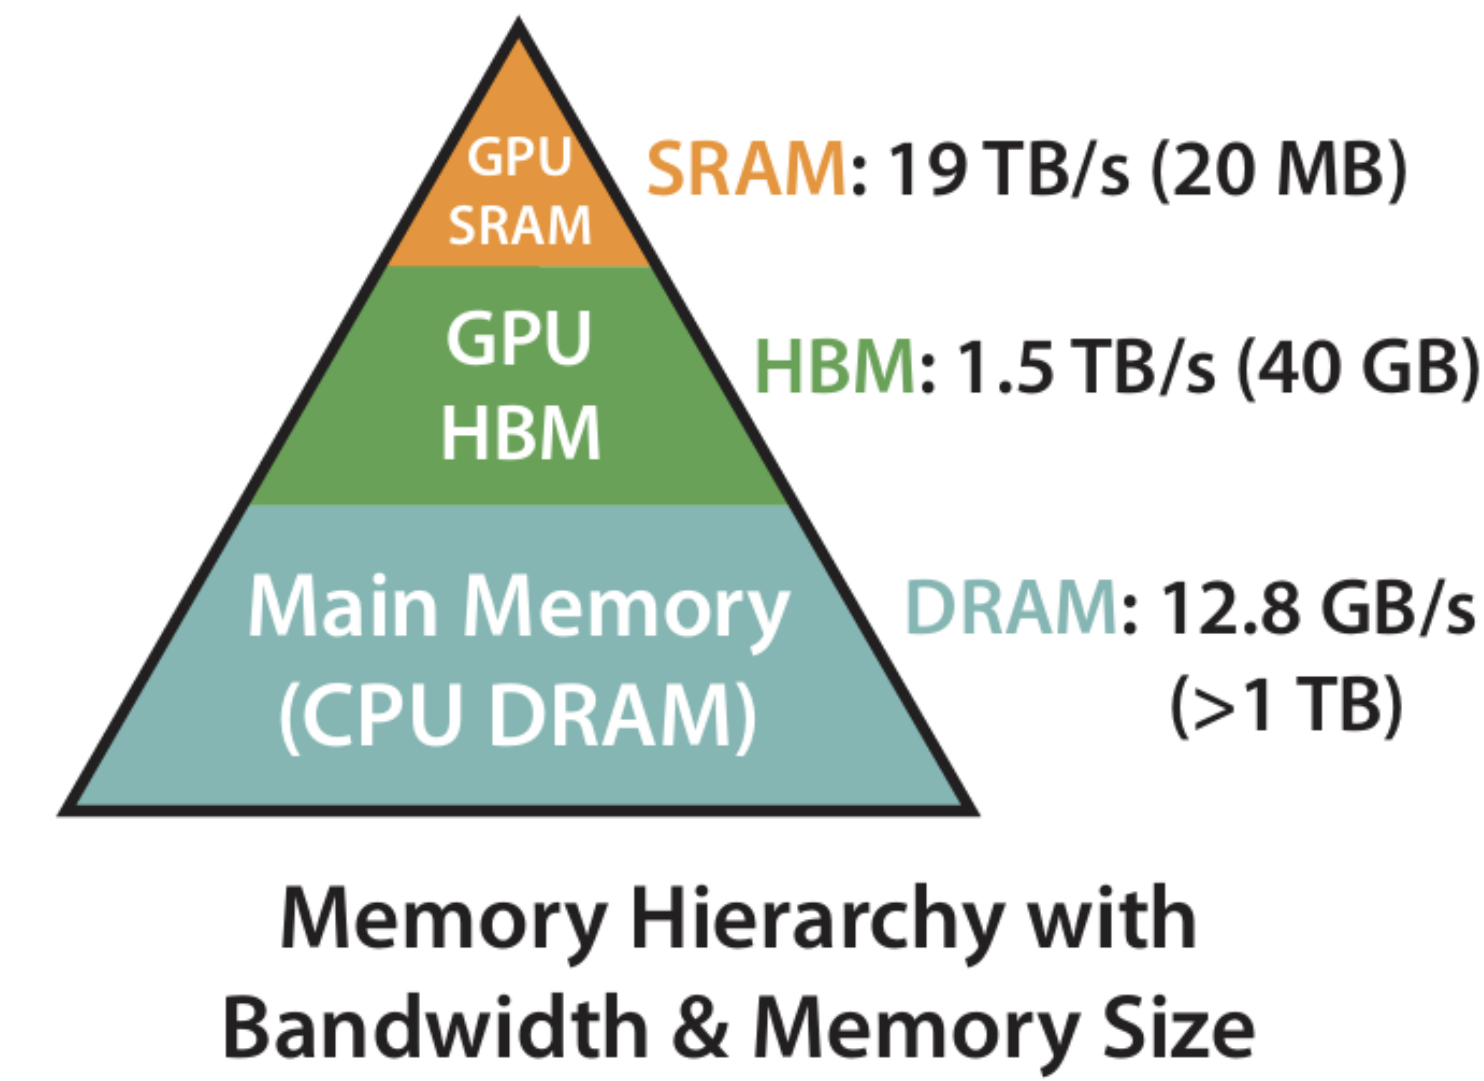 GPU
SRAM
SRAM: 19 TB/s (20 MB)
GPU
HBM
HBM: 1.5 TB/s (40 GB)
Main Memory
(CPU DRAM)
DRAM: 12.8 GB/s
(>1 TB)
Memory Hierarchy with
Bandwidth & Memory Size